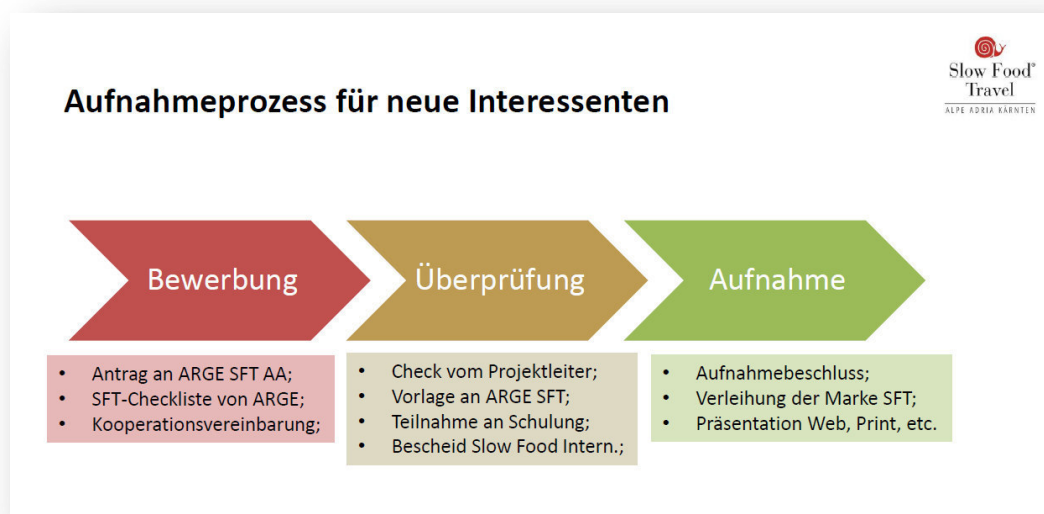 Slow Food®
Travel
ALPE ADRIA KÄRNTEN
Aufnahmeprozess für neue Interessenten
Bewerbung
• Antrag an ARGE SFT AA;
• SFT-Checkliste von ARGE;
• Kooperationsvereinbarung;
Überprüfung
• Check vom Projektleiter;
• Vorlage an ARGE SFT;
• Teilnahme an Schulung;
• Bescheid Slow Food Intern.;
Aufnahme
• Aufnahmebeschluss;
• Verleihung der Marke SFT;
• Präsentation Web, Print, etc.